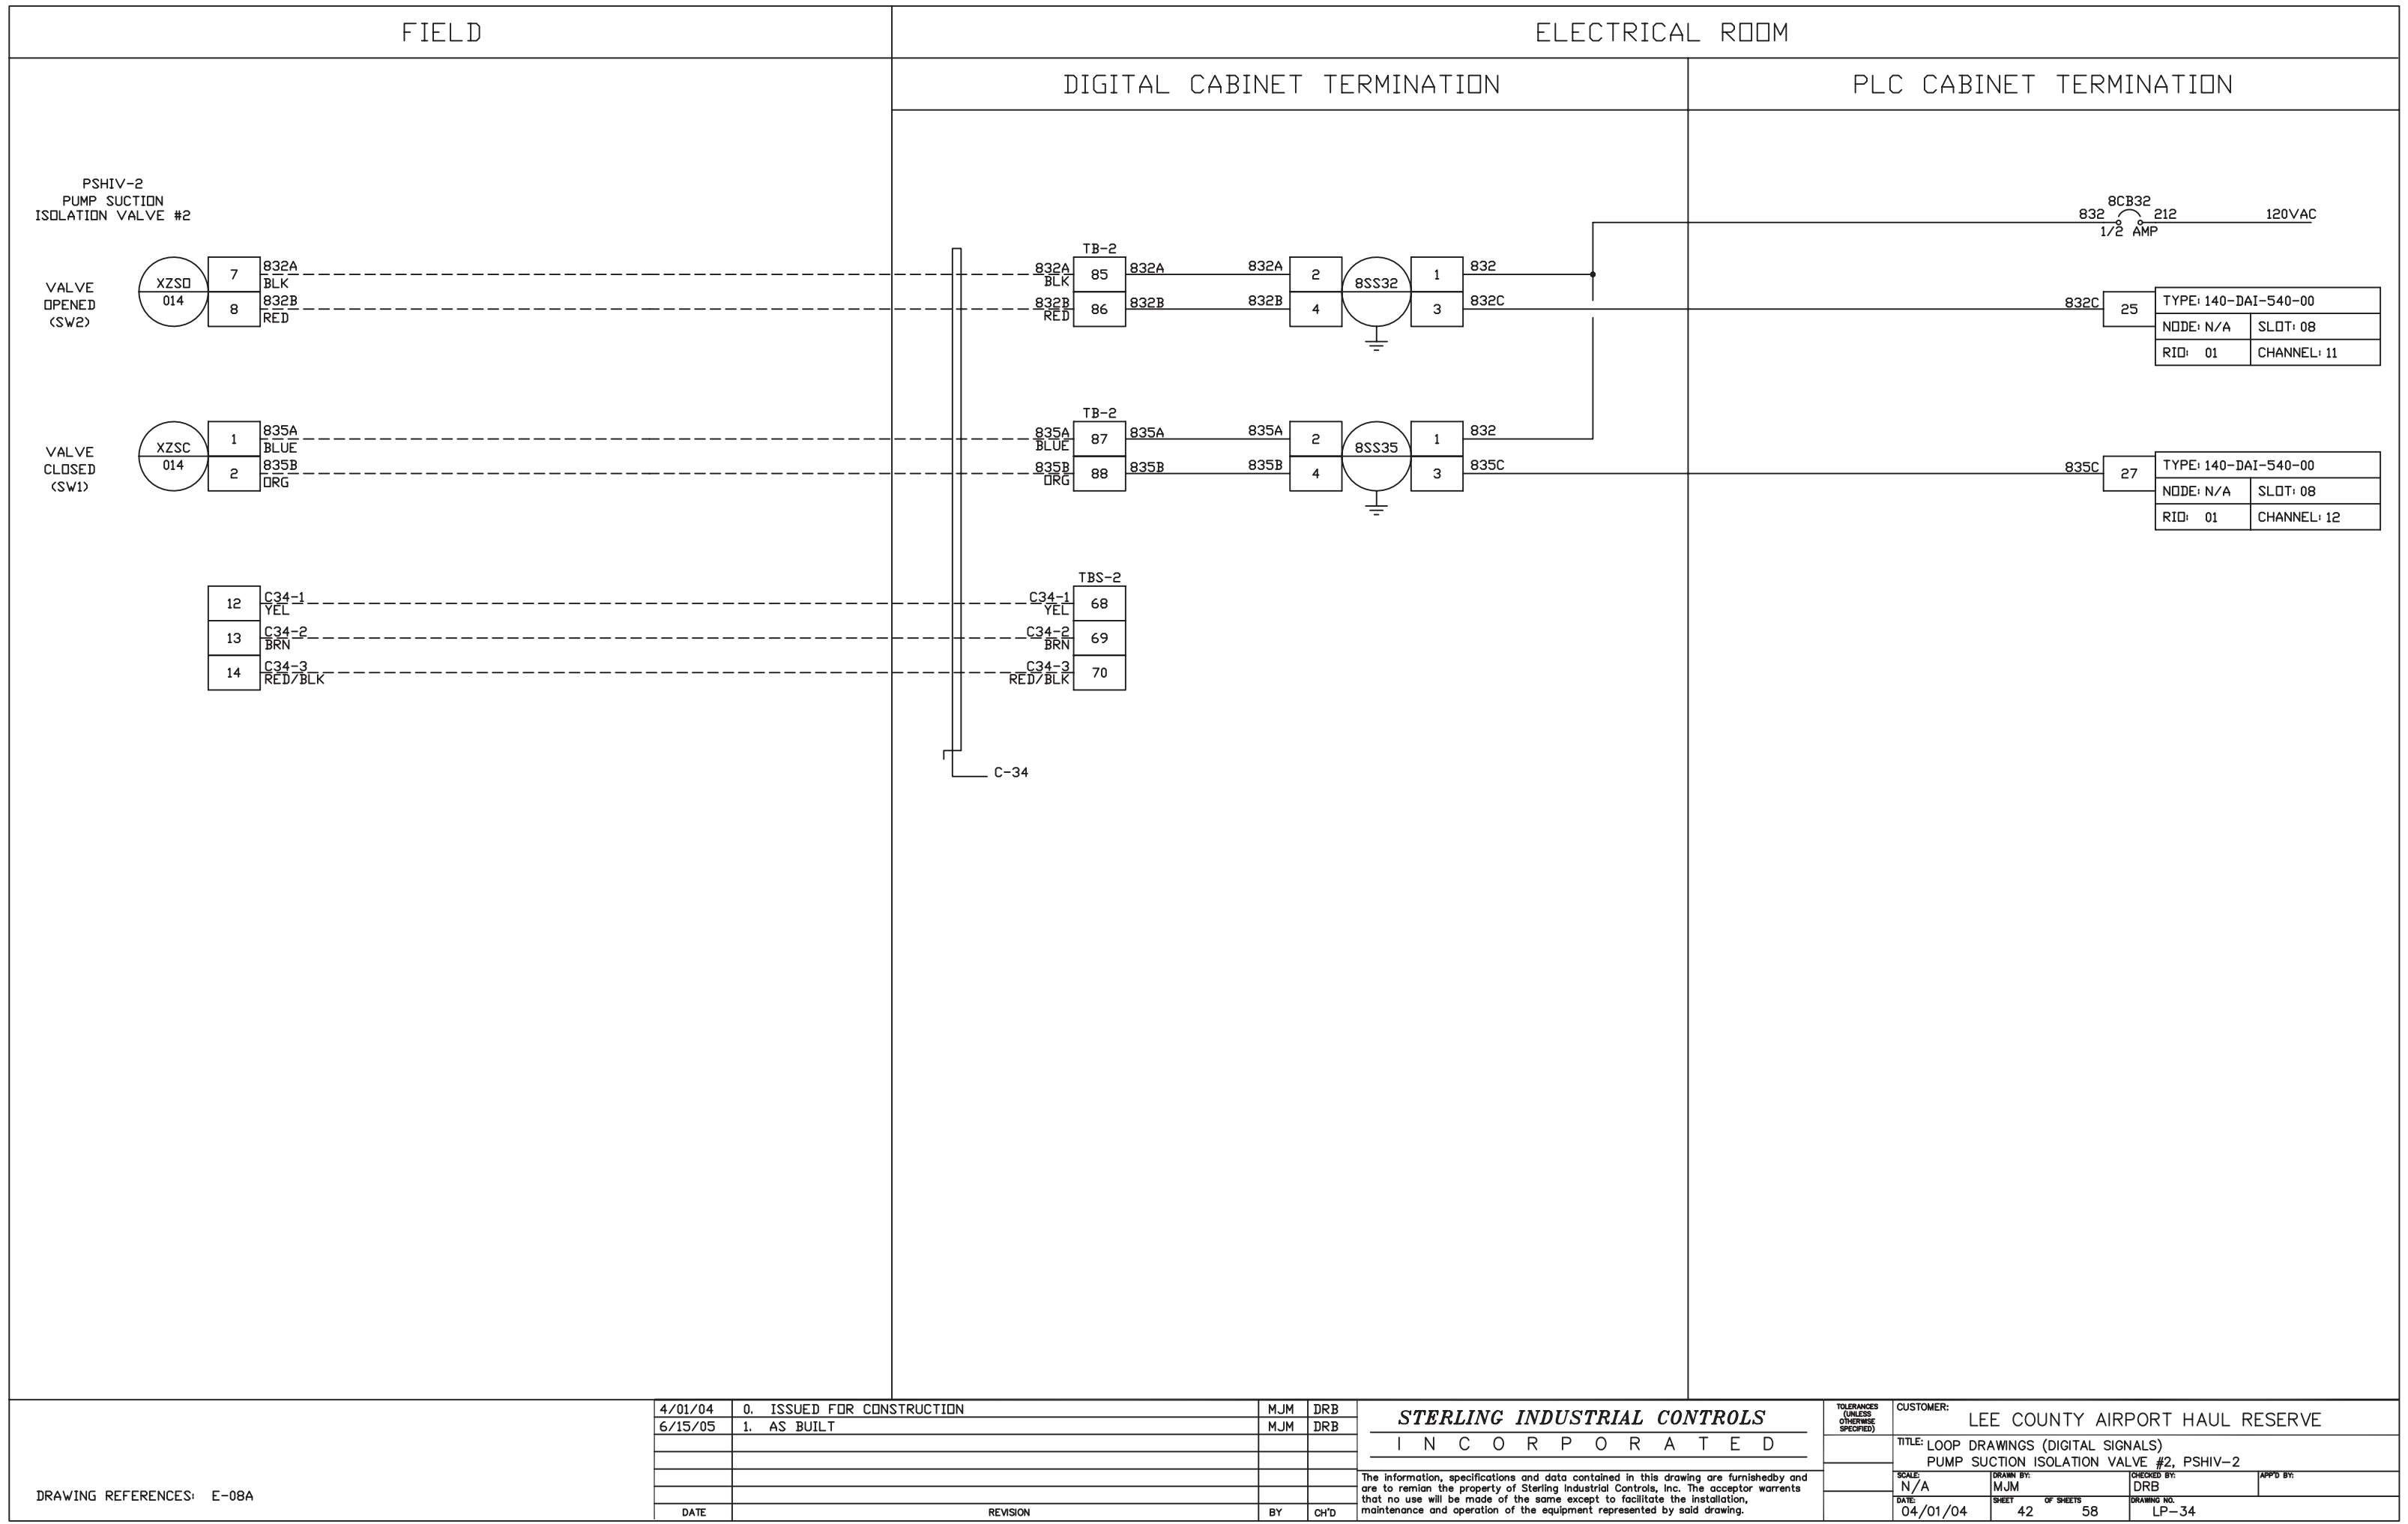 FIELD
ELECTRICAL ROOM
DIGITAL CABINET TERMINATION
PLC CABINET TERMINATION
PSHIV-2
PUMP SUCTION
ISOLATION VALVE #2
8CB32
832
212
120VAC
1/2 AMP
VALVE
OPENED
(SW2)
XZSO
014
7
8
832A
BLK
832B
RED
832A
BLK
832B
RED
TB-2
85
86
832A
832B
832A
832B
2
4
8SS32
1
3
832
832C
832C
25
TYPE: 140-DAI-540-00
NODE: N/A
SLOT: 08
RIO: 01
CHANNEL: 11
VALVE
CLOSED
(SW1)
XZSC
014
1
2
835A
BLUE
835B
ORG
835A
BLUE
835B
ORG
TB-2
87
88
835A
835B
835A
835B
2
4
8SS35
1
3
832
835C
835C
27
TYPE: 140-DAI-540-00
NODE: N/A
SLOT: 08
RIO: 01
CHANNEL: 12
12
13
14
C34-1
YEL
C34-2
BRN
C34-3
RED/BLK
C34-1
YEL
C34-2
BRN
C34-3
RED/BLK
TBS-2
68
69
70
C-34
DRAWING REFERENCES: E-08A
4/01/04 0. ISSUED FOR CONSTRUCTION MJM DRB
6/15/05 1. AS BUILT MJM DRB
DATE REVISION BY CH'D
STERLING INDUSTRIAL CONTROLS
INCORPORATED
The information, specifications and data contained in this drawing are furnishedby and
are to remian the property of Sterling Industrial Controls, Inc. The acceptor warrents
that no use will be made of the same except to facilitate the installation,
maintenance and operation of the equipment represented by said drawing.
TOLERANCES
(UNLESS
OTHERWISE
SPECIFIED)
CUSTOMER:
LEE COUNTY AIRPORT HAUL RESERVE
TITLE: LOOP DRAWINGS (DIGITAL SIGNALS)
PUMP SUCTION ISOLATION VALVE #2, PSHIV-2
SCALE:
N/A
DRAWN BY:
MJM
CHECKED BY:
DRB
APP'D BY:
DATE:
04/01/04
SHEET 42 OF SHEETS 58
DRAWING NO.
LP-34